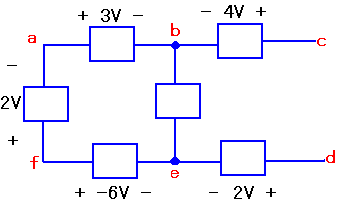 + 3V - - 4V +
a b c
-
2V
+
f e d
+ -6V - - 2V +